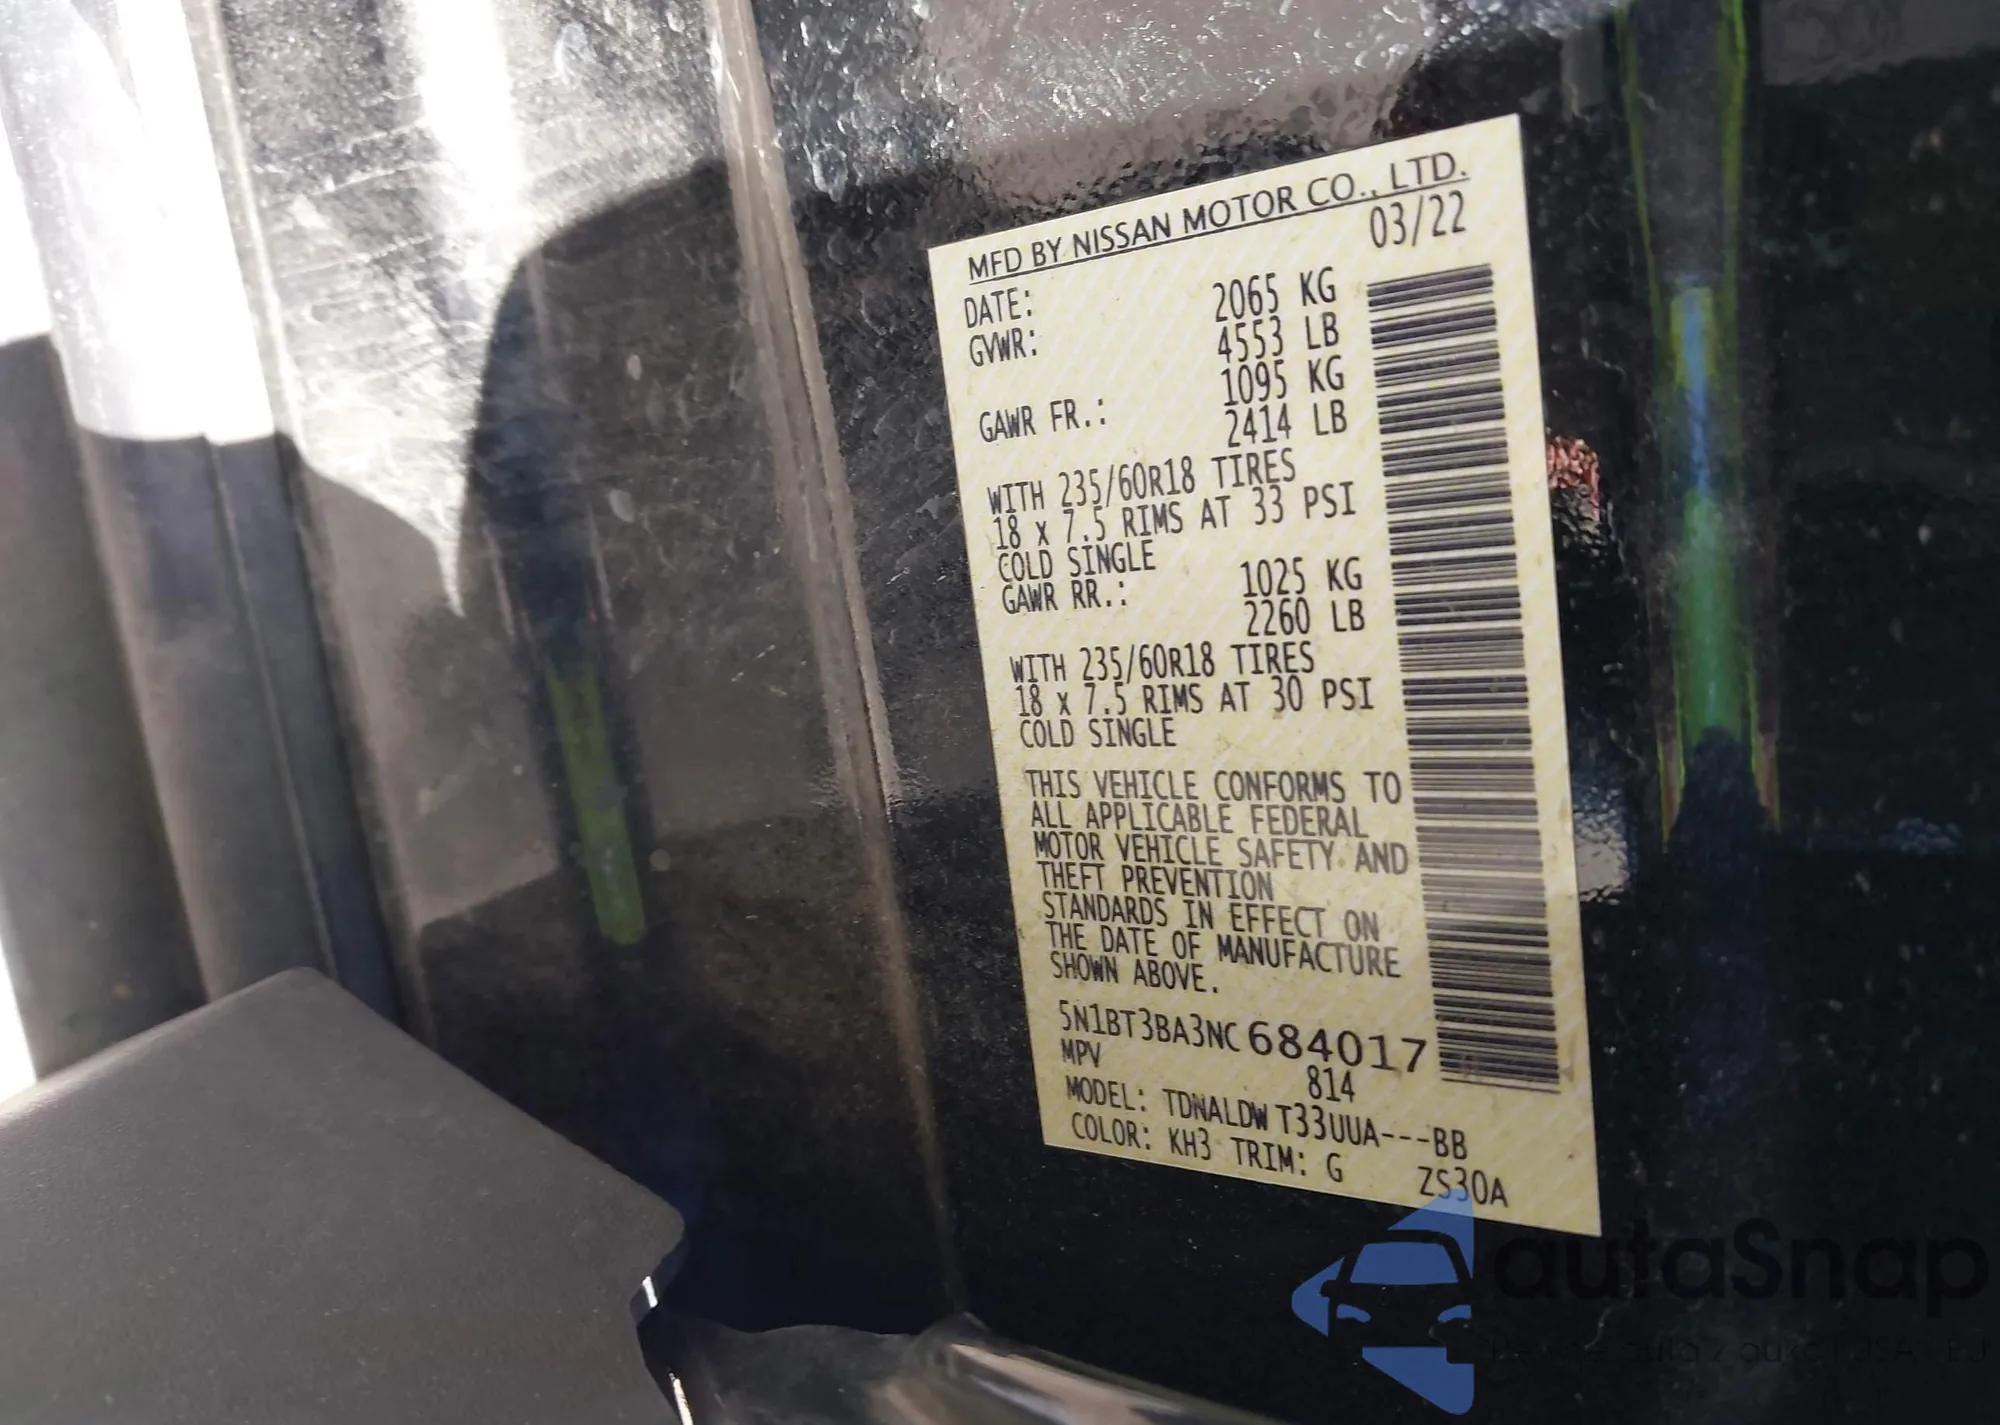 MFD BY NISSAN MOTOR CO., LTD.
DATE: 03/22
GVWR: 2065 KG
4553 LB
GAWR FR.: 1095 KG
2414 LB
WITH 235/60R18 TIRES
18 x 7.5 RIMS AT 33 PSI
COLD SINGLE
GAWR RR.: 1025 KG
2260 LB
WITH 235/60R18 TIRES
18 x 7.5 RIMS AT 30 PSI
COLD SINGLE
THIS VEHICLE CONFORMS TO
ALL APPLICABLE FEDERAL
MOTOR VEHICLE SAFETY AND
THEFT PREVENTION
STANDARDS IN EFFECT ON
THE DATE OF MANUFACTURE
SHOWN ABOVE.
5N1BT3BA3NC684017
MPV 814
MODEL: TDNALDW T33UUA---BB
COLOR: KH3 TRIM: G ZS30A
autaSnap